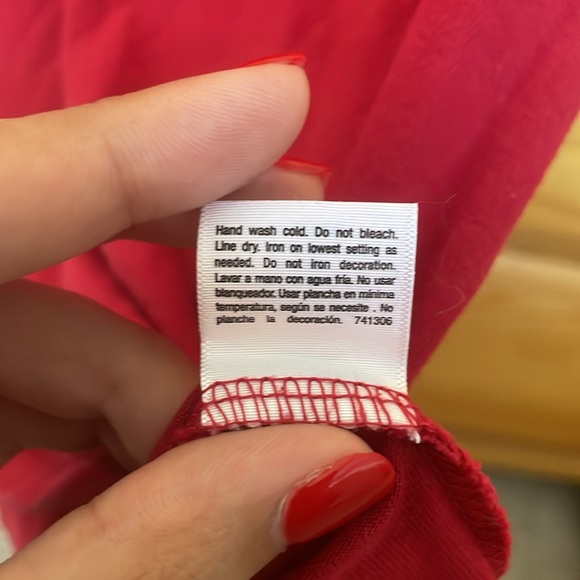 Hand wash cold. Do not bleach.
Line dry. Iron on lowest setting as
needed. Do not iron decoration.
Lavar a mano con agua fria. No usar
blanqueador. Usar plancha en mínima
temperatura, según se necesite . No
planche la decoración. 741306